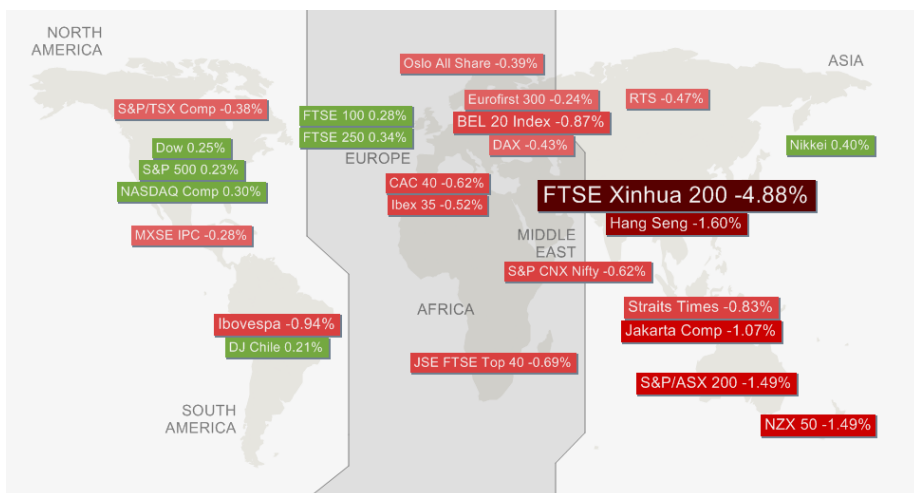 NORTH
AMERICA
S&P/TSX Comp -0.38%
Dow 0.25%
S&P 500 0.23%
NASDAQ Comp 0.30%
MXSE IPC -0.28%
Ibovespa -0.94%
DJ Chile 0.21%
SOUTH
AMERICA
Oslo All Share -0.39%
Eurofirst 300 -0.24%
FTSE 100 0.28%
BEL 20 Index -0.87%
FTSE 250 0.34%
DAX -0.43%
EUROPE
CAC 40 -0.62%
Ibex 35 -0.52%
MIDDLE
EAST
S&P CNX Nifty -0.62%
AFRICA
JSE FTSE Top 40 -0.69%
ASIA
RTS -0.47%
Nikkei 0.40%
FTSE Xinhua 200 -4.88%
Hang Seng -1.60%
Straits Times -0.83%
Jakarta Comp -1.07%
S&P/ASX 200 -1.49%
NZX 50 -1.49%